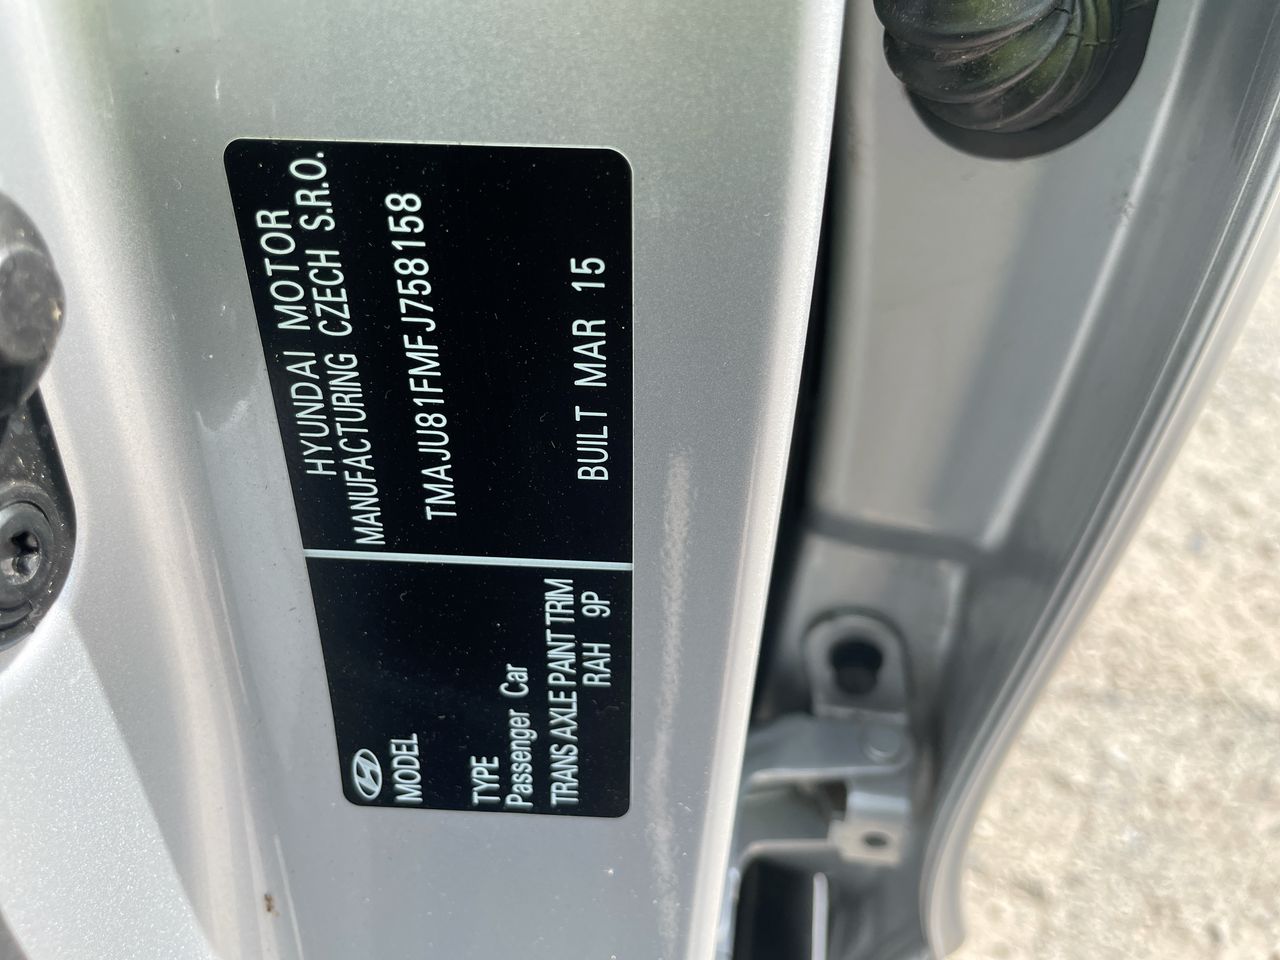 HYUNDAI MOTOR
MANUFACTURING CZECH S.R.O.
TMAJU81FMFJ758158
BUILT MAR 15
MODEL
TYPE
Passenger Car
TRANS AXLE PAINT TRIM
RAH 9P